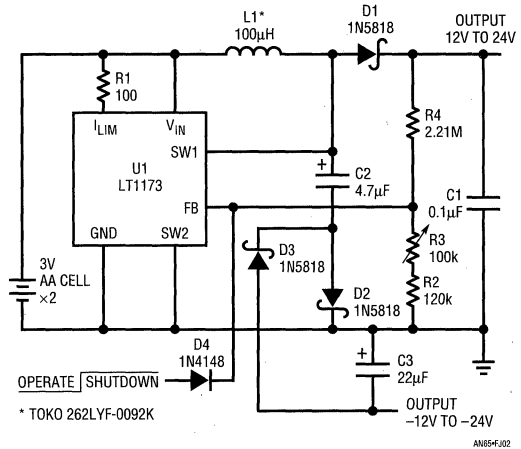 L1*
100µH
D1
1N5818
OUTPUT
12V TO 24V
R1
100
ILIM
VIN
SW1
U1
LT1173
FB
GND
SW2
+
C2
4.7µF
R4
2.21M
C1
0.1µF
R3
100k
R2
120k
3V
AA CELL
×2
D3
1N5818
D2
1N5818
D4
1N4148
OPERATE SHUTDOWN
+
C3
22µF
OUTPUT
–12V TO –24V
* TOKO 262LYF-0092K
AN65•FJ02